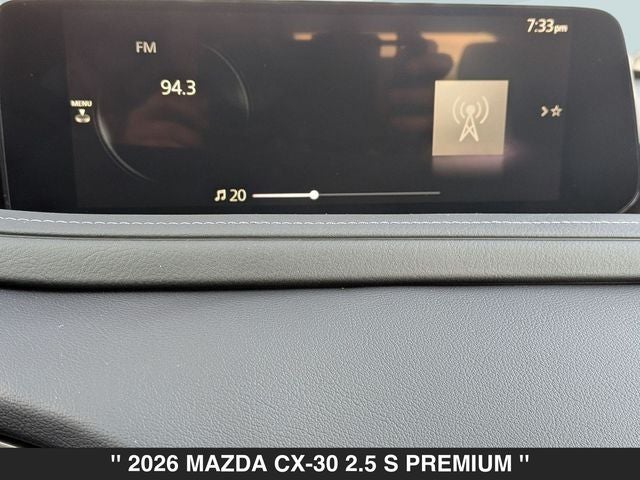 7:33pm
FM
94.3
MENU
20
" 2026 MAZDA CX-30 2.5 S PREMIUM "